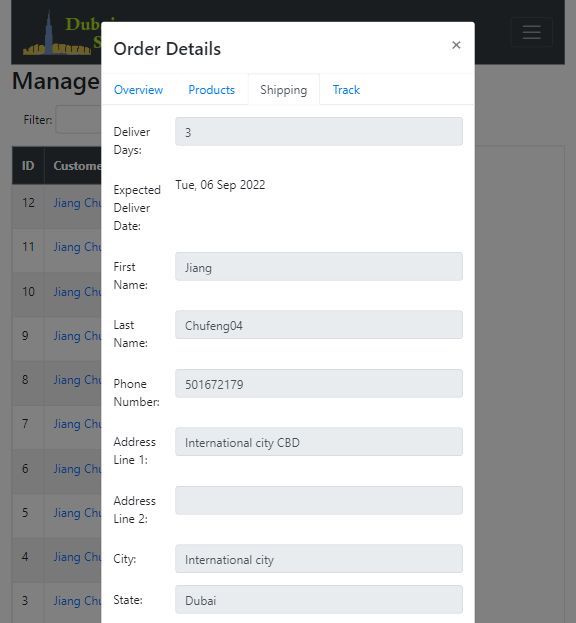 Dubai
S
Order Details
×
Manage
Overview Products Shipping Track
Filter:
Deliver
Days:
3
ID Custome
Expected
Deliver
Date:
Tue, 06 Sep 2022
12 Jiang Chu
11 Jiang Chu
First
Name:
Jiang
10 Jiang Chu
Last
Name:
Chufeng04
9 Jiang Chu
8 Jiang Chu
Phone
Number:
501672179
7 Jiang Chu
Address
Line 1:
International city CBD
6 Jiang Chu
Address
Line 2:
5 Jiang Chu
City:
International city
4 Jiang Chu
State:
Dubai
3 Jiang Chu